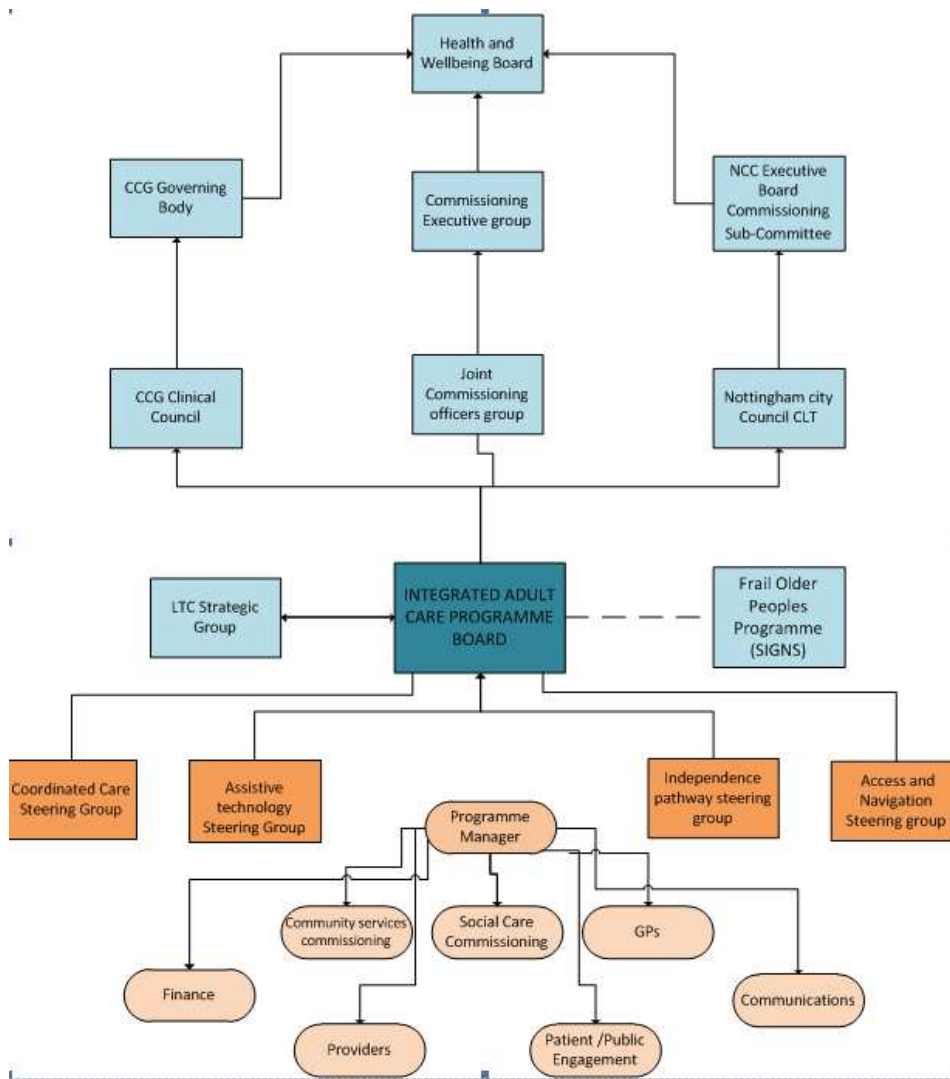 Health and
Wellbeing Board
CCG Governing
Body
Commissioning
Executive group
NCC Executive
Board
Commissioning
Sub-Committee
CCG Clinical
Council
Joint
Commissioning
officers group
Nottingham city
Council CLT
LTC Strategic
Group
INTEGRATED ADULT
CARE PROGRAMME
BOARD
Frail Older
Peoples
Programme
(SIGNS)
Coordinated Care
Steering Group
Assistive
technology
Steering Group
Independence
pathway steering
group
Access and
Navigation
Steering group
Programme
Manager
Community services
commissioning
Social Care
Commissioning
GPs
Finance
Communications
Providers
Patient /Public
Engagement